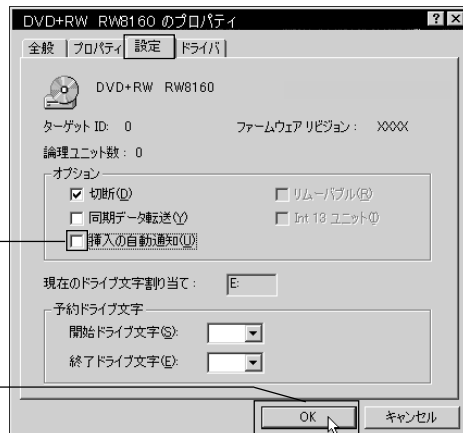 DVD+RW RW8160 のプロパティ
全般 プロパティ 設定 ドライバ
DVD+RW RW8160
ターゲット ID: 0 ファームウェア リビジョン : XXXX
論理ユニット数 : 0
オプション
切断(D) リムーバブル(R)
同期データ転送(Y) Int 13 ユニット(I)
挿入の自動通知(U)
現在のドライブ文字割り当て : E:
予約ドライブ文字
開始ドライブ文字(S):
終了ドライブ文字(E):
OK キャンセル